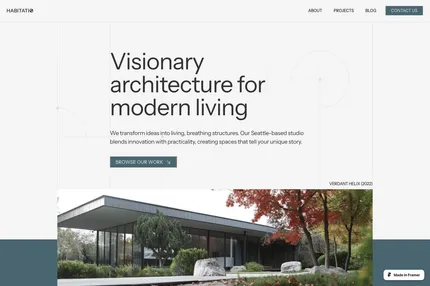 HABITATIO
ABOUT
PROJECTS
BLOG
CONTACT US
Visionary
architecture for
modern living
We transform ideas into living, breathing structures. Our Seattle-based studio
blends innovation with practicality, creating spaces that tell your unique story.
BROWSE OUR WORK
VERDANT HELIX (2022)
Made in Framer